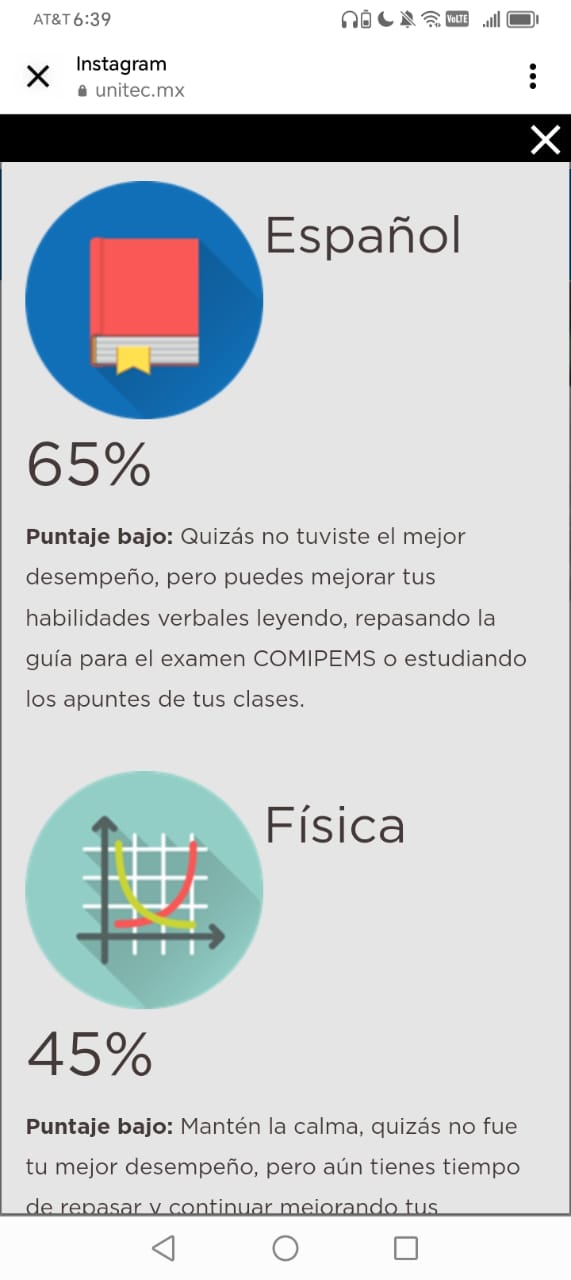 AT&T 6:39
VoLTE
Instagram
unitec.mx
Español
65%
Puntaje bajo: Quizás no tuviste el mejor
desempeño, pero puedes mejorar tus
habilidades verbales leyendo, repasando la
guía para el examen COMIPEMS o estudiando
los apuntes de tus clases.
Física
45%
Puntaje bajo: Mantén la calma, quizás no fue
tu mejor desempeño, pero aún tienes tiempo
de repasar y continuar mejorando tus